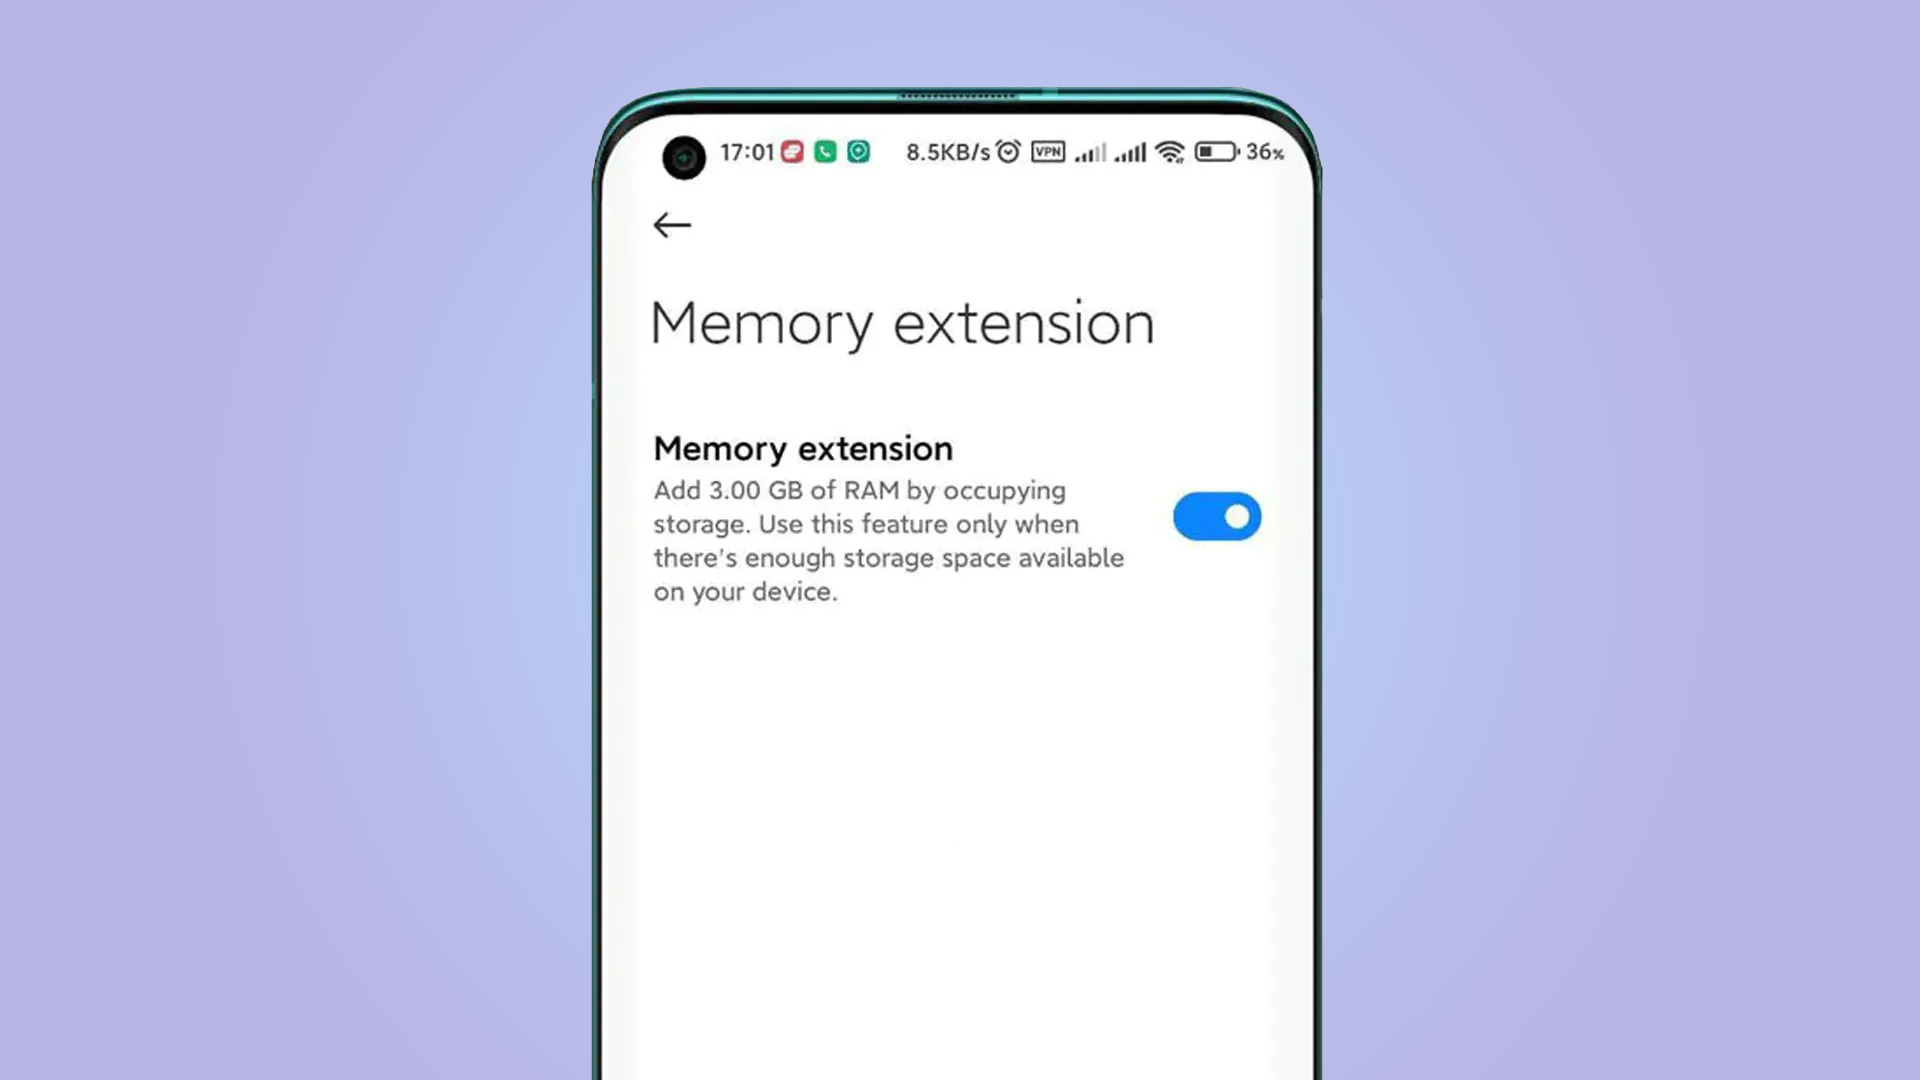 17:01 8.5KB/s VPN 36%
Memory extension
Memory extension
Add 3.00 GB of RAM by occupying
storage. Use this feature only when
there's enough storage space available
on your device.